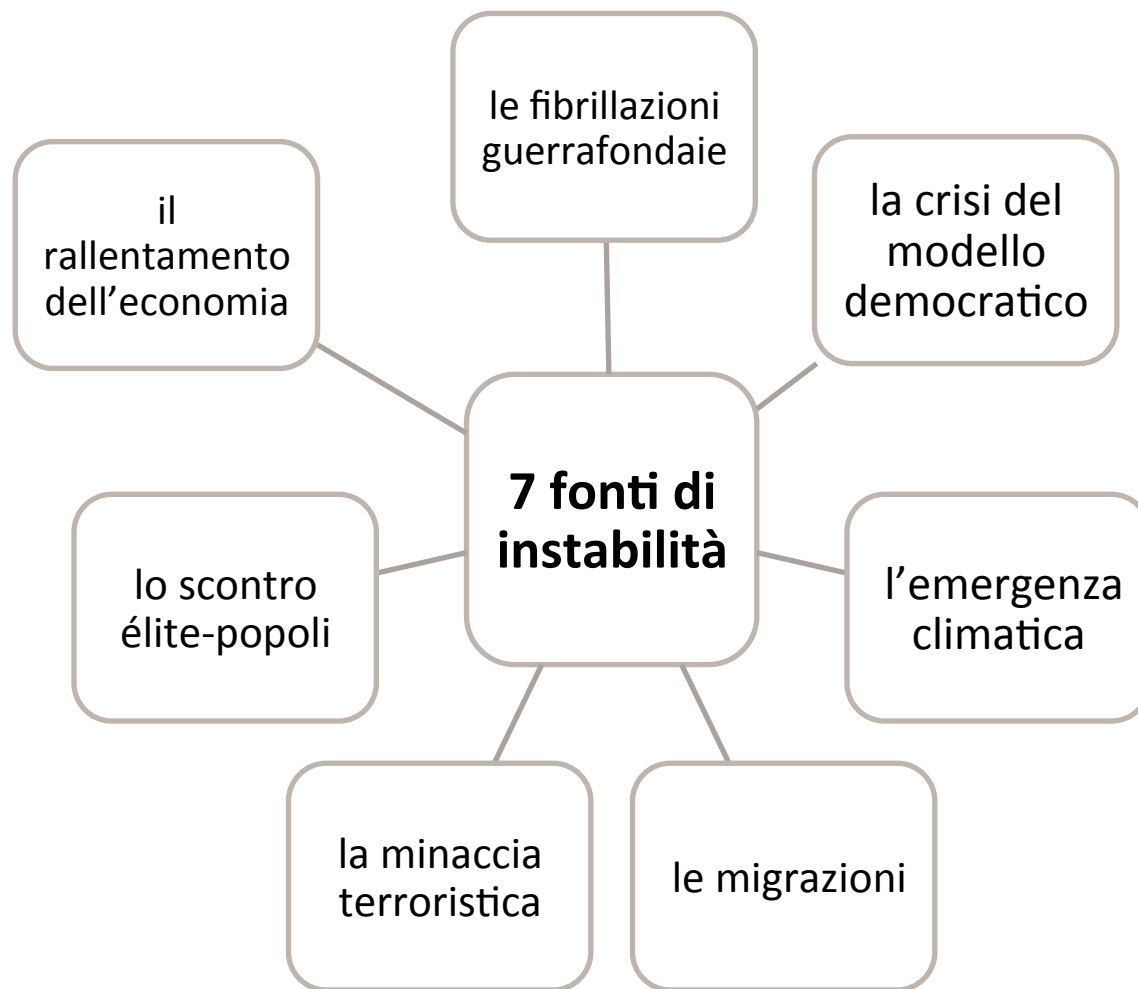 le fibrillazioni
guerrafondaie
la crisi del
modello
democratico
il
rallentamento
dell’economia
7 fonti di
instabilità
l’emergenza
climatica
lo scontro
élite-popoli
la minaccia
terroristica
le migrazioni